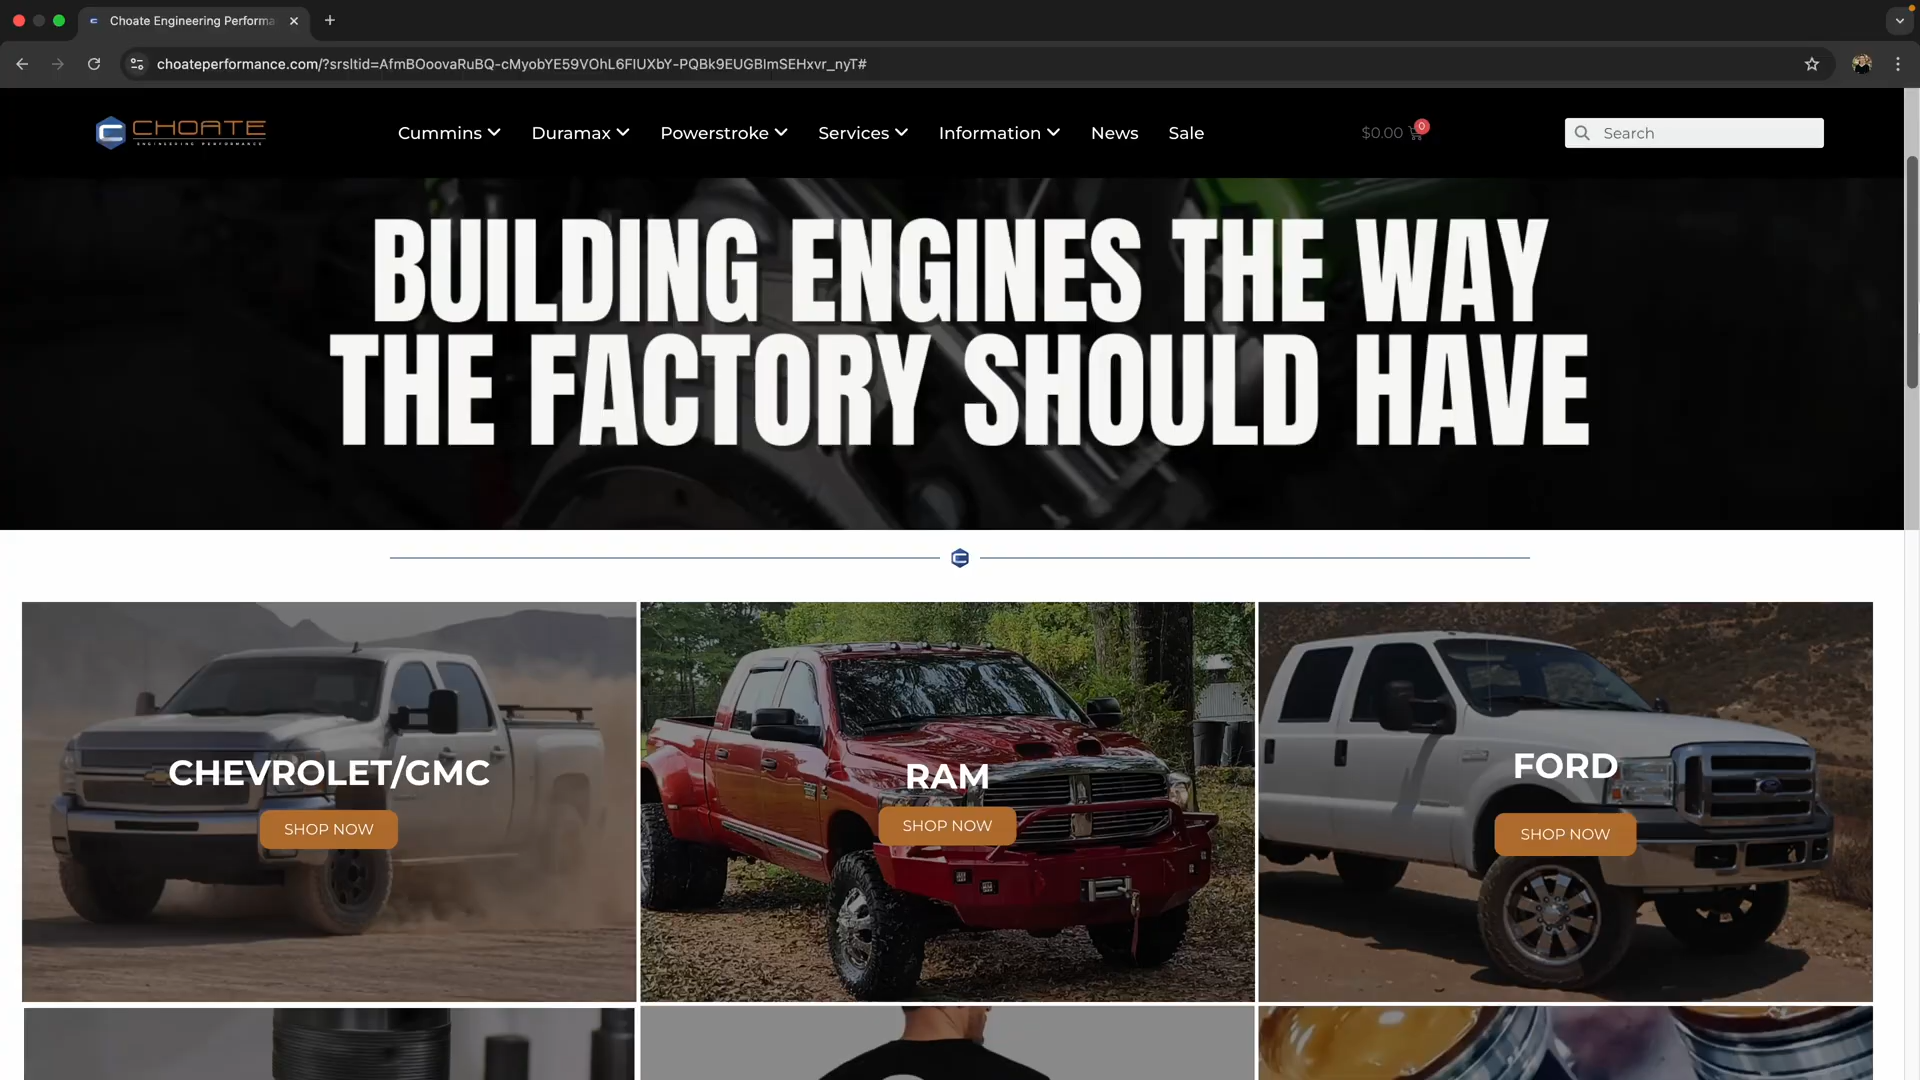 Choate Engineering Performa
choateperformance.com/?srsltid=AfmBOoovaRuBQ-cMyobYE59VOhL6FlUXbY-PQBk9EUGBlmSEHxvr_nyT#
CHOATE
ENGINEERING PERFORMANCE
Cummins
Duramax
Powerstroke
Services
Information
News
Sale
$0.00
0
Search
BUILDING ENGINES THE WAY
THE FACTORY SHOULD HAVE
CHEVROLET/GMC
SHOP NOW
RAM
SHOP NOW
FORD
SHOP NOW